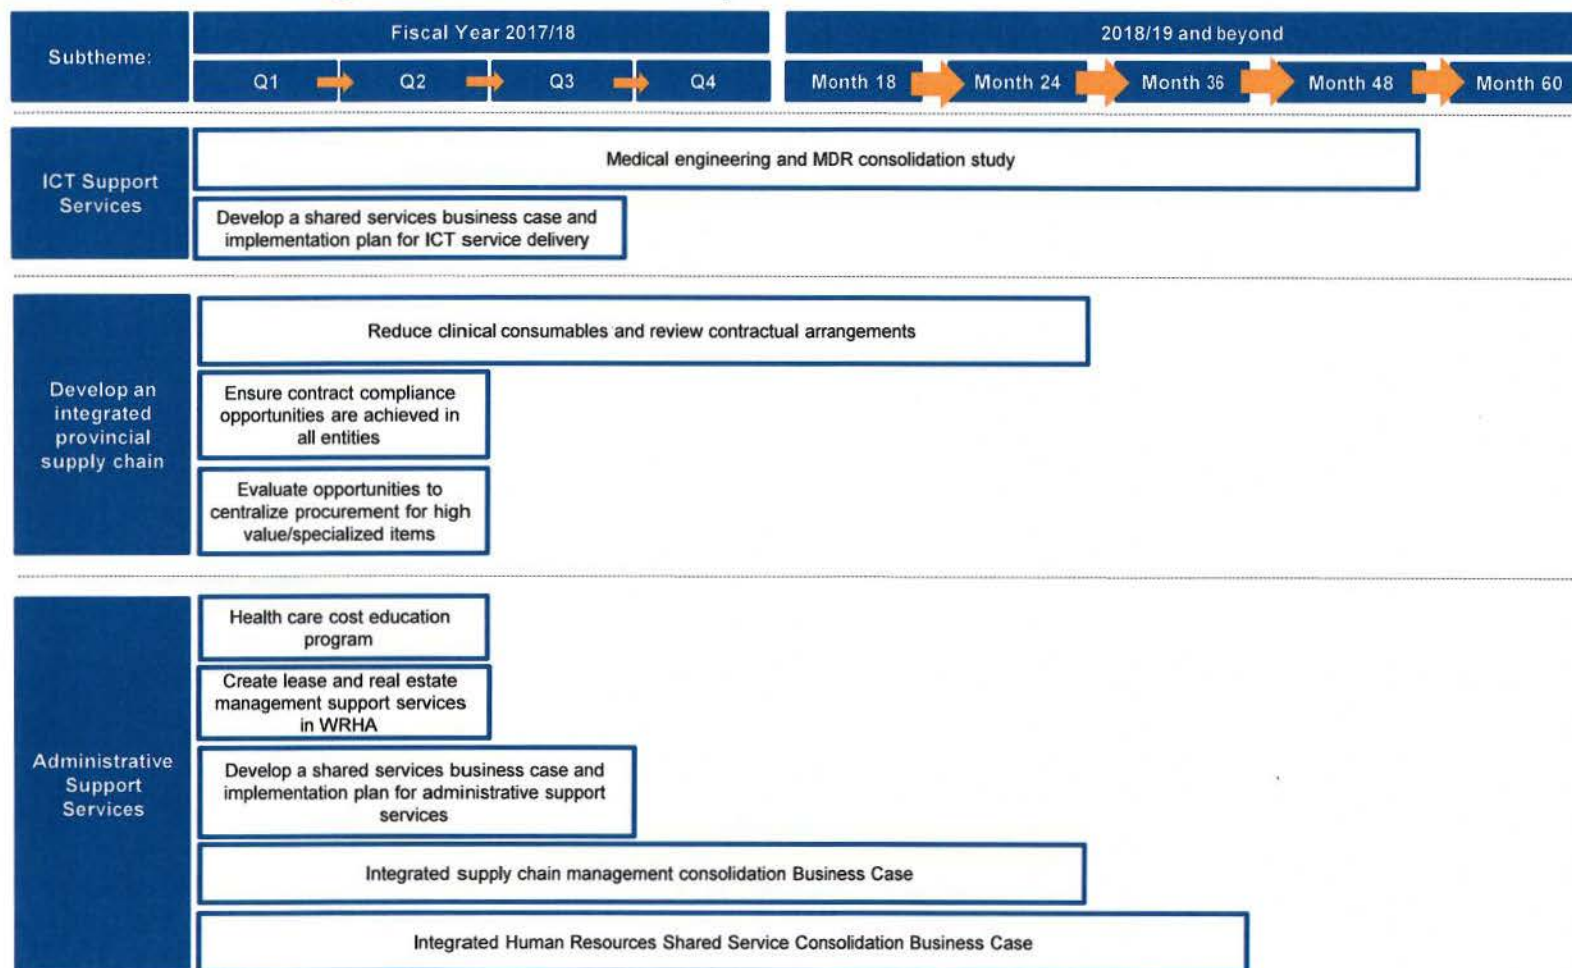 Subtheme:
Fiscal Year 2017/18
2018/19 and beyond
Q1
Q2
Q3
Q4
Month 18
Month 24
Month 36
Month 48
Month 60
ICT Support
Services
Medical engineering and MDR consolidation study
Develop a shared services business case and
implementation plan for ICT service delivery
Develop an
integrated
provincial
supply chain
Reduce clinical consumables and review contractual arrangements
Ensure contract compliance
opportunities are achieved in
all entities
Evaluate opportunities to
centralize procurement for high
value/specialized items
Administrative
Support
Services
Health care cost education
program
Create lease and real estate
management support services
in WRHA
Develop a shared services business case and
implementation plan for administrative support
services
Integrated supply chain management consolidation Business Case
Integrated Human Resources Shared Service Consolidation Business Case